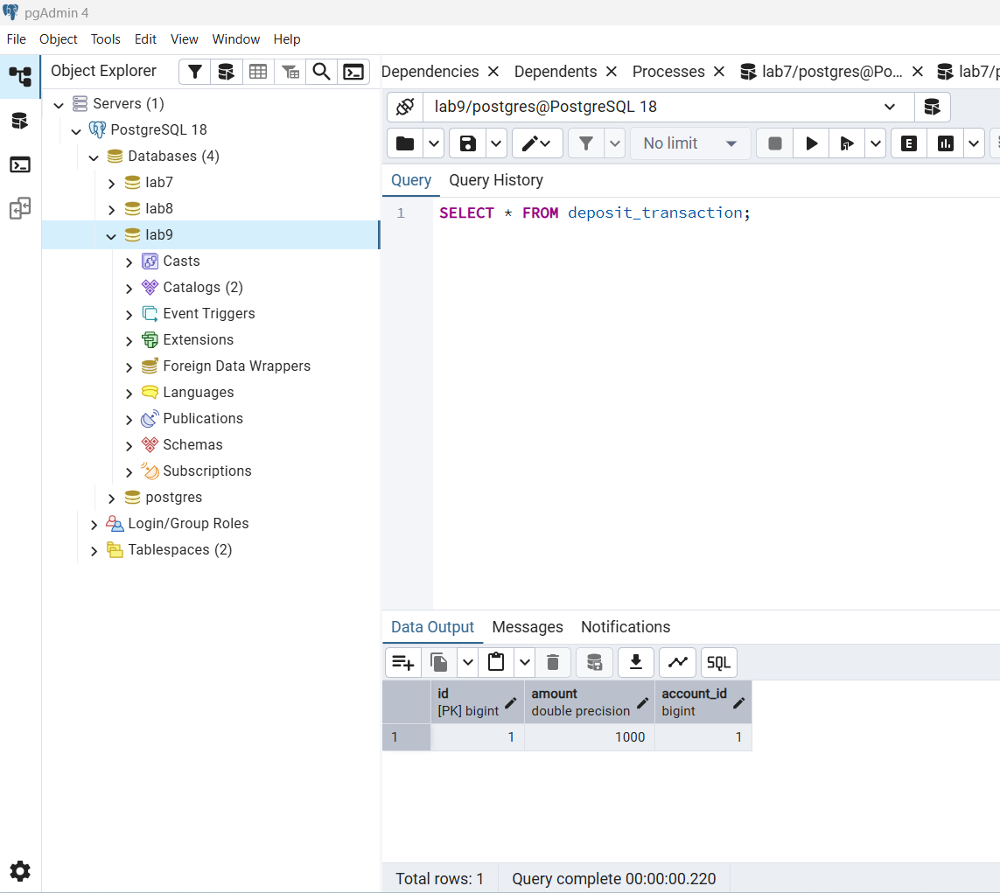 pgAdmin 4
File Object Tools Edit View Window Help
Object Explorer
Servers (1)
PostgreSQL 18
Databases (4)
lab7
lab8
lab9
Casts
Catalogs (2)
Event Triggers
Extensions
Foreign Data Wrappers
Languages
Publications
Schemas
Subscriptions
postgres
Login/Group Roles
Tablespaces (2)
Dependencies Dependents Processes lab7/postgres@Po... lab7/p
lab9/postgres@PostgreSQL 18
No limit E
Query Query History
1 SELECT * FROM deposit_transaction;
Data Output Messages Notifications
SQL
id amount account_id
[PK] bigint double precision bigint
1 1 1000 1
Total rows: 1 Query complete 00:00:00.220